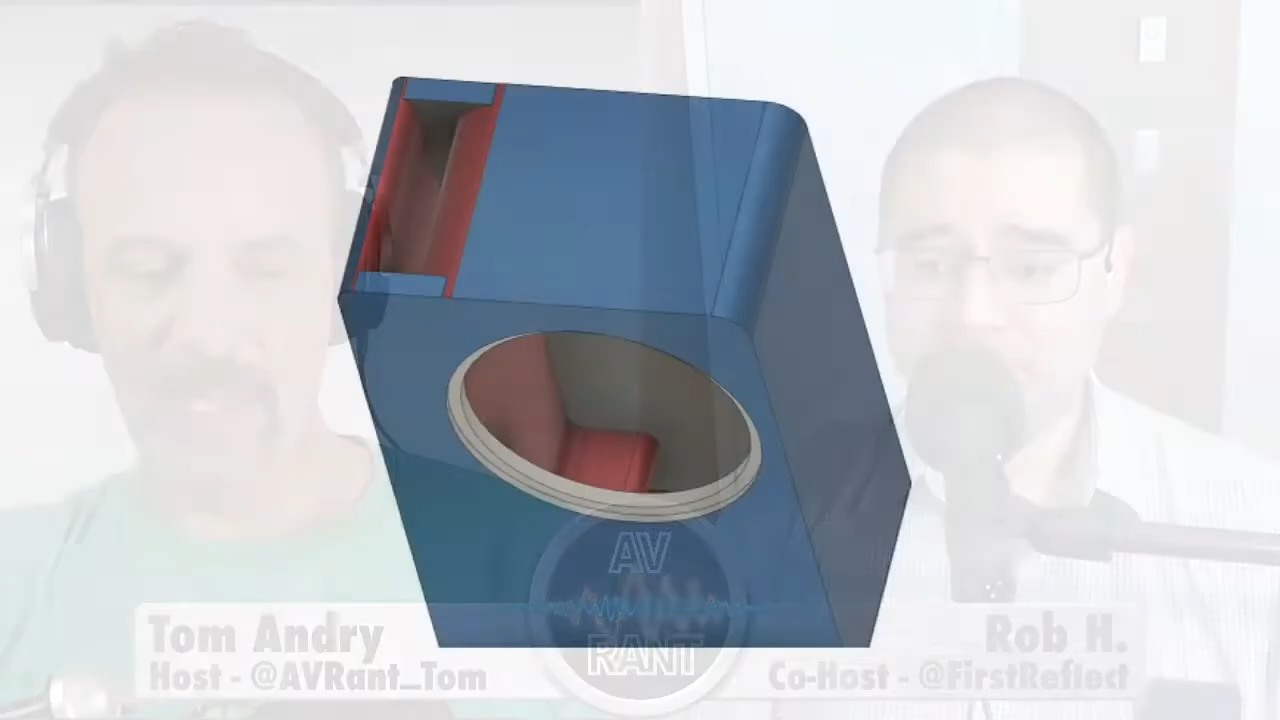 AV
RANT
Tom Andry
Host - @AVRant_Tom
Rob H.
Co-Host - @FirstReflect